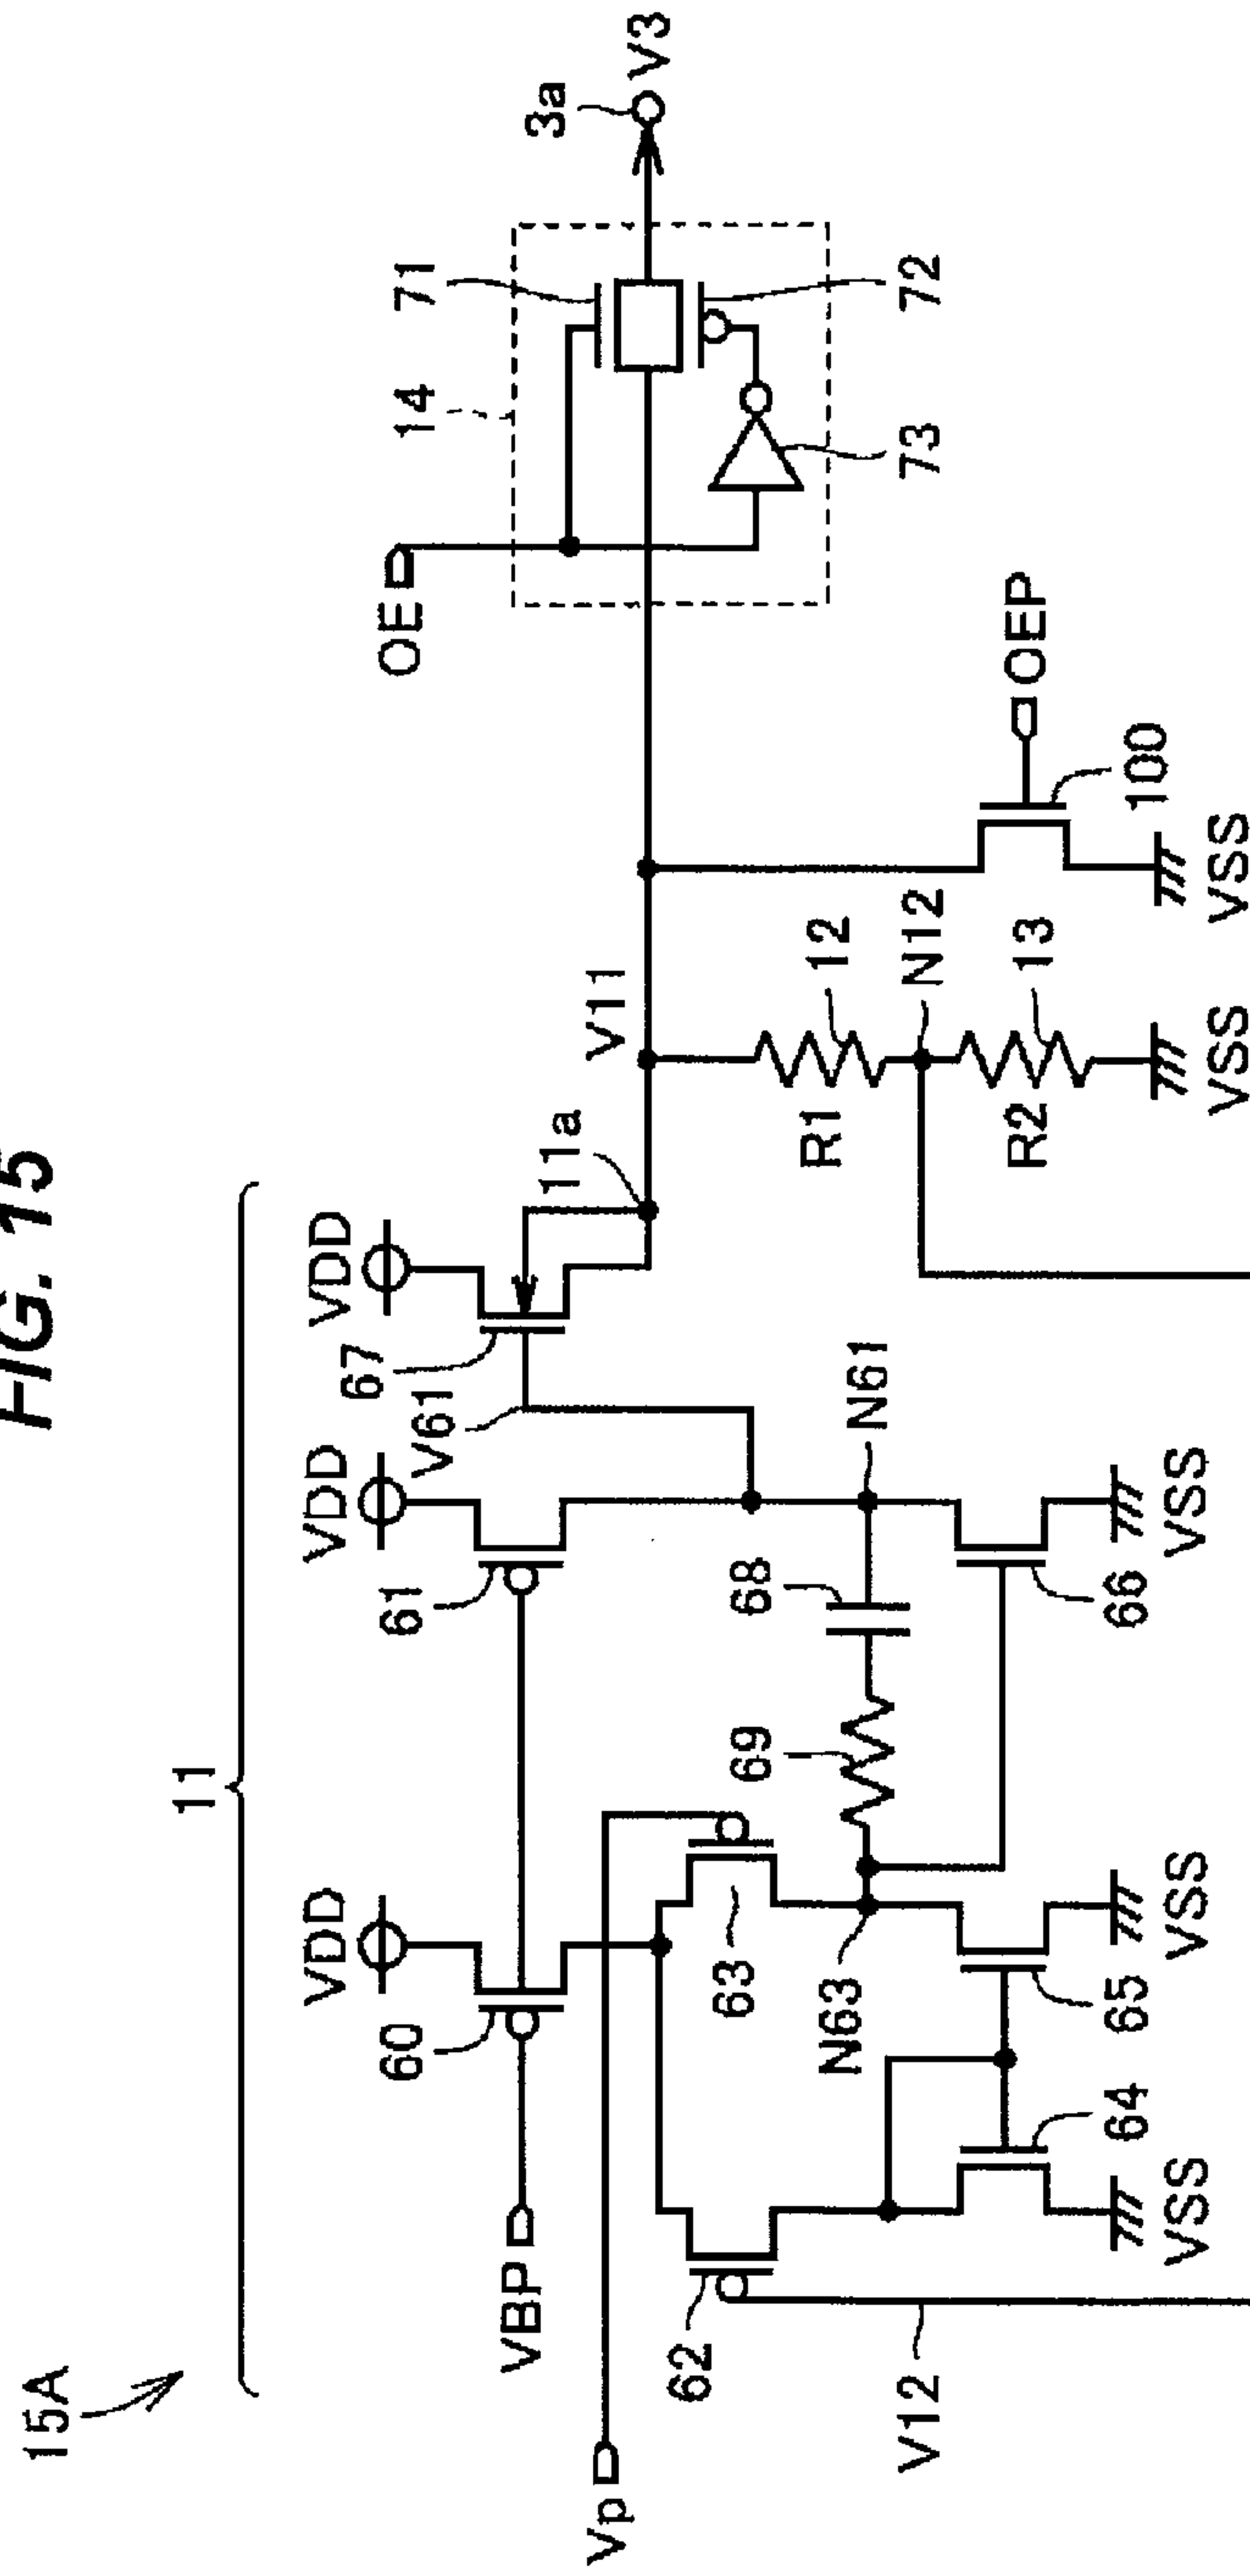 FIG. 15
15A
11
VDD
VDD
VDD
60
61
67
V61
11a
V11
VBP
Vp
62
63
N63
69
68
N61
64
65
66
V12
VSS
VSS
VSS
R1
12
N12
R2
13
VSS
100
VSS
OEP
OE
14
71
72
73
3a
V3